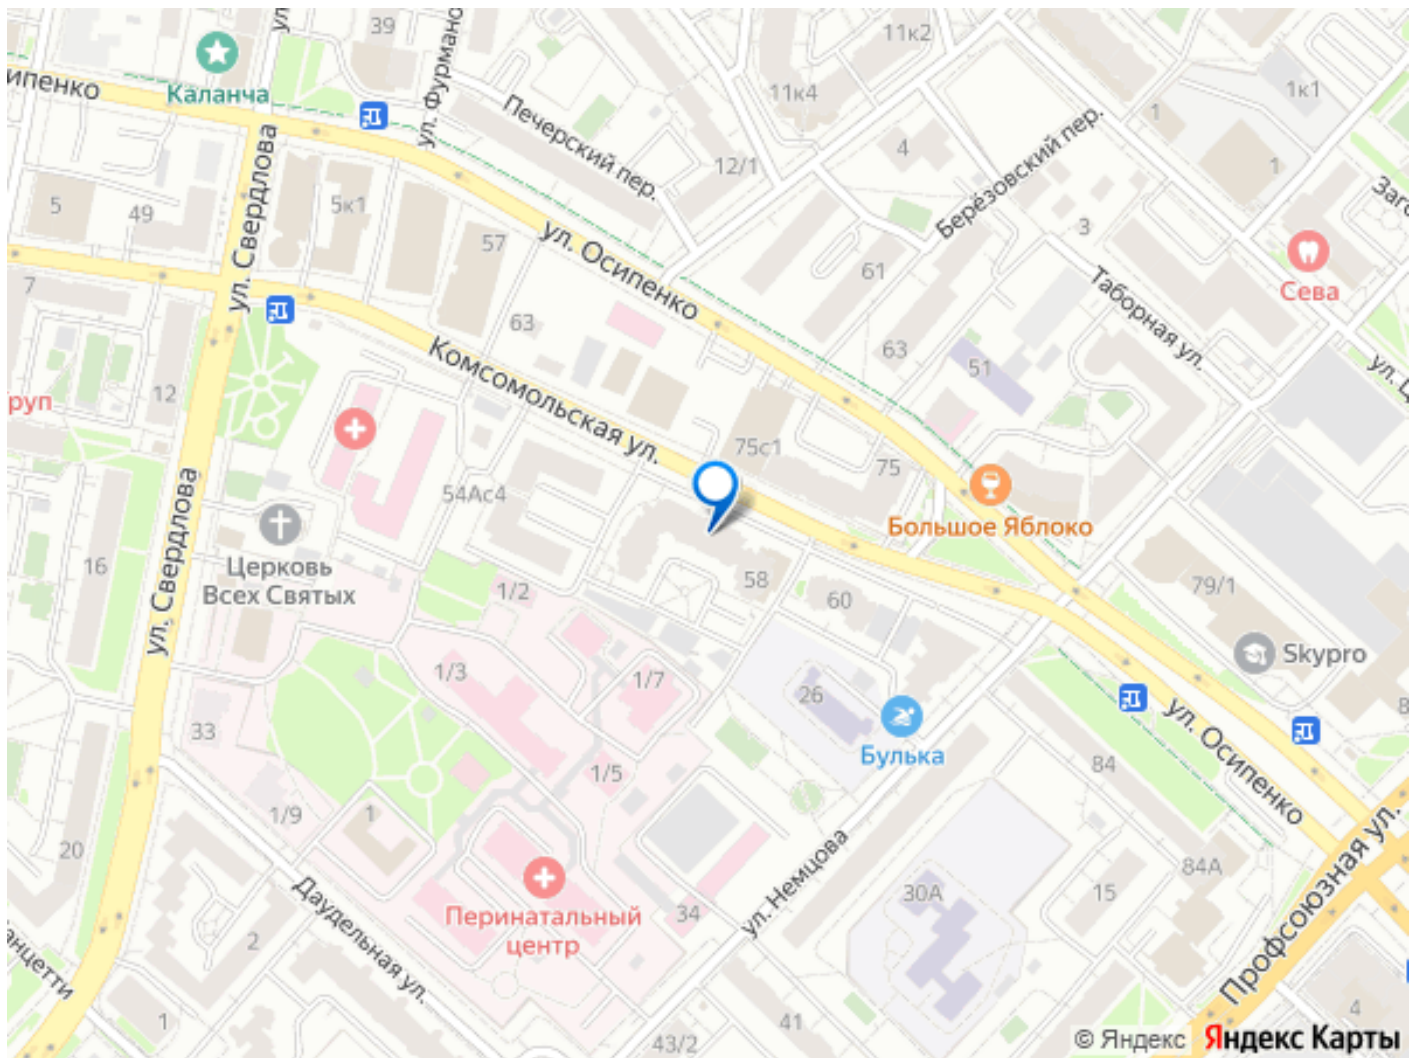 39
11к2
Каланча
ипенко
ул. Фурмано
11к4
1
1к1
Печерский пер.
12/1
4
Берёзовский пер.
1
5
49
ул. Свердлова
5к1
57
ул. Осипенко
61
3
Заго
Сева
7
63
Таборная ул.
63
51
ул. Ц
12
руп
Комсомольская ул.
75с1
75
54Ас4
Большое Яблоко
Церковь
Всех Святых
16
ул. Свердлова
1/2
58
60
79/1
Skypro
1/3
1/7
26
33
Булька
ул. Осипенко
8
84
1/5
1/9
1
20
ул. Немцова
84А
15
30А
Профсоюзная ул.
Даудельная ул.
Перинатальный
центр
34
2
анцетти
1
41
43/2
4
© Яндекс Яндекс Карты